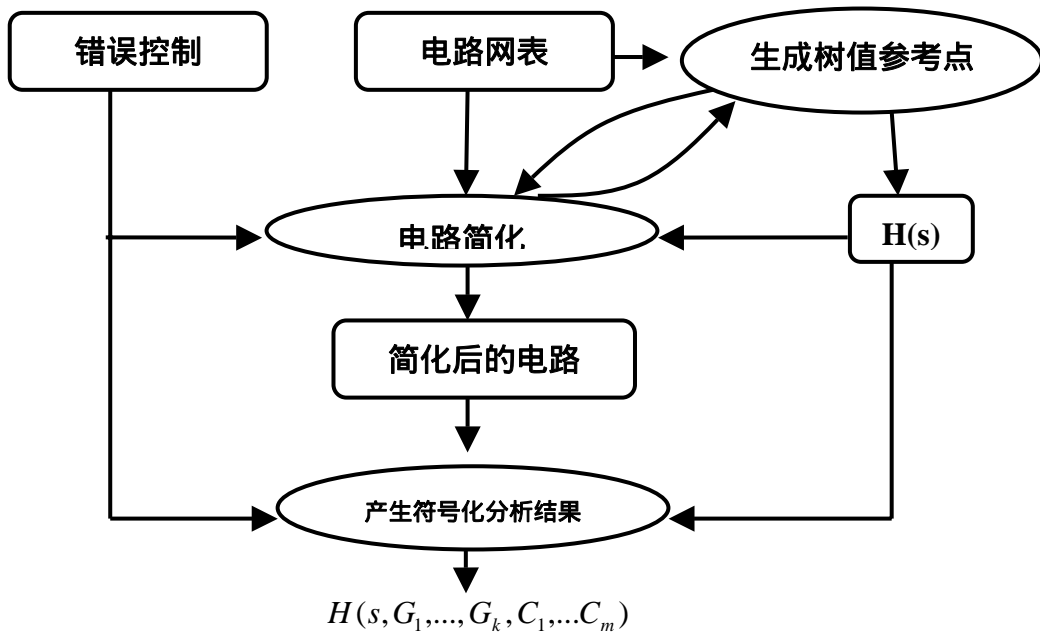 错误控制
电路网表
生成树值参考点
电路简化
H(s)
简化后的电路
产生符号化分析结果
H(s,G₁,...,Gₖ,C₁,...Cₘ)